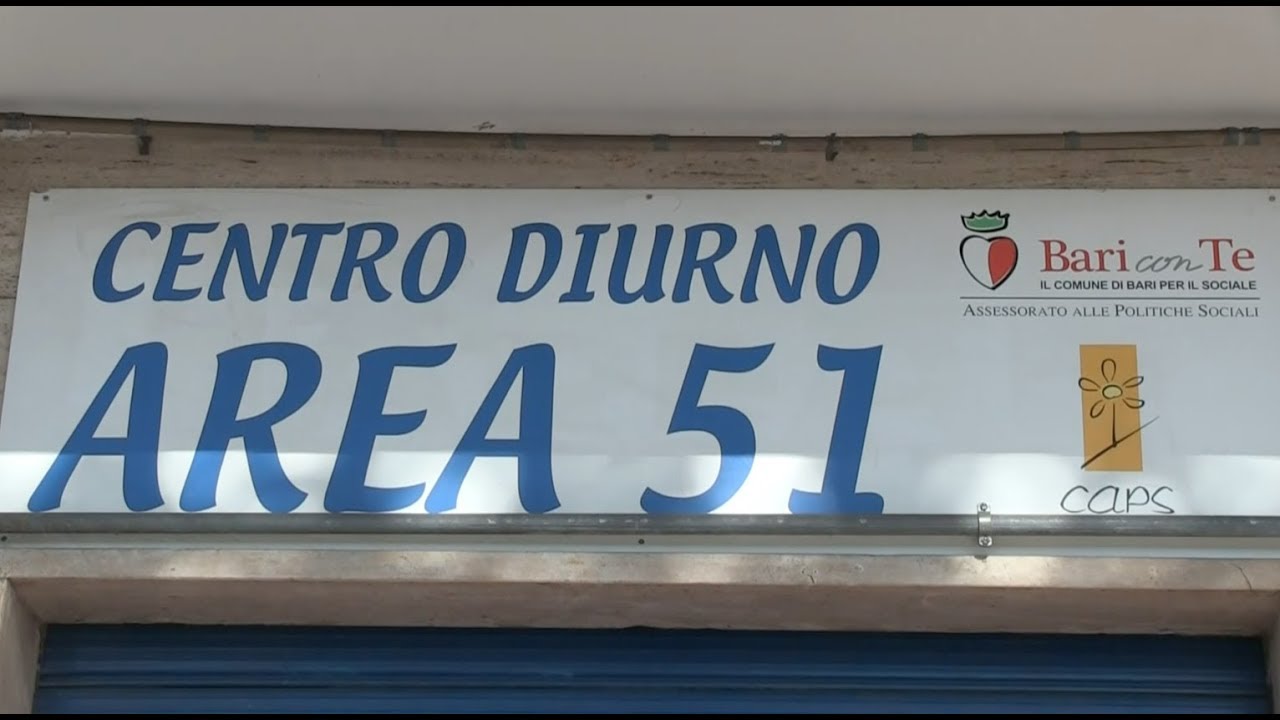 CENTRO DIURNO
AREA 51
Bari con Te
IL COMUNE DI BARI PER IL SOCIALE
ASSESSORATO ALLE POLITICHE SOCIALI
caps